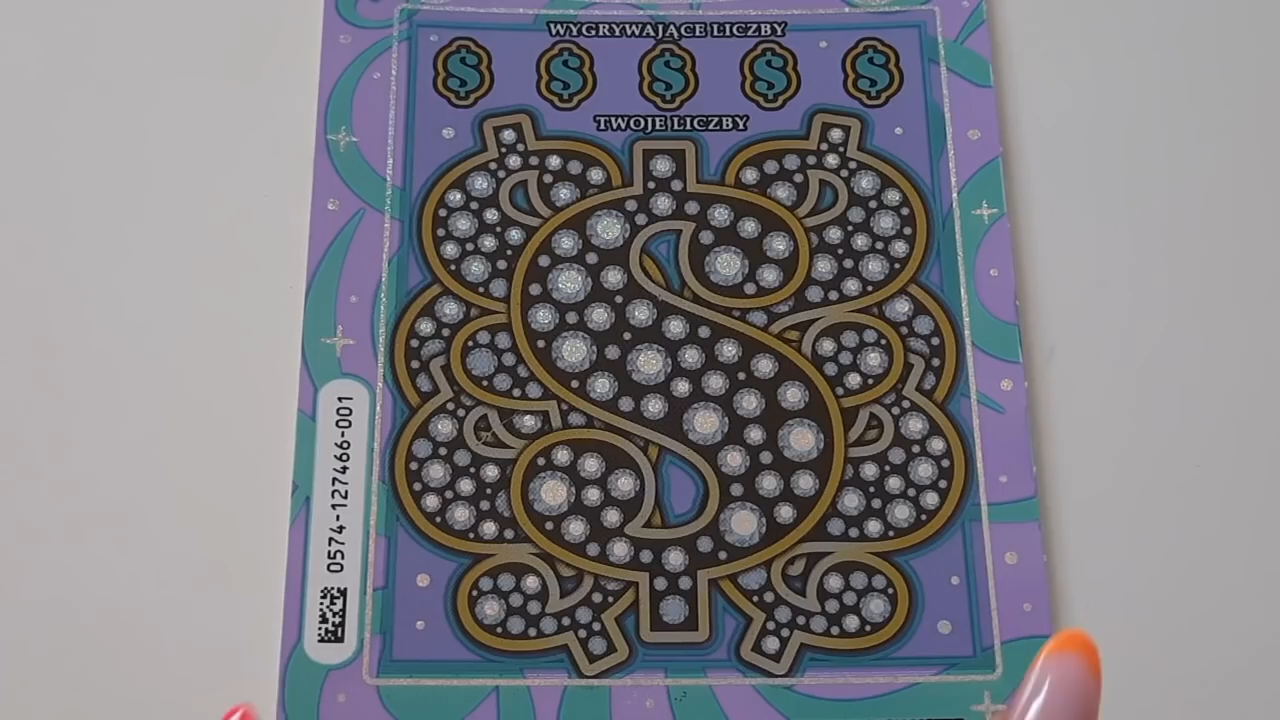 WYGRYWAJĄCE LICZBY
$ $ $ $ $
TWOJE LICZBY
0574-127466-001